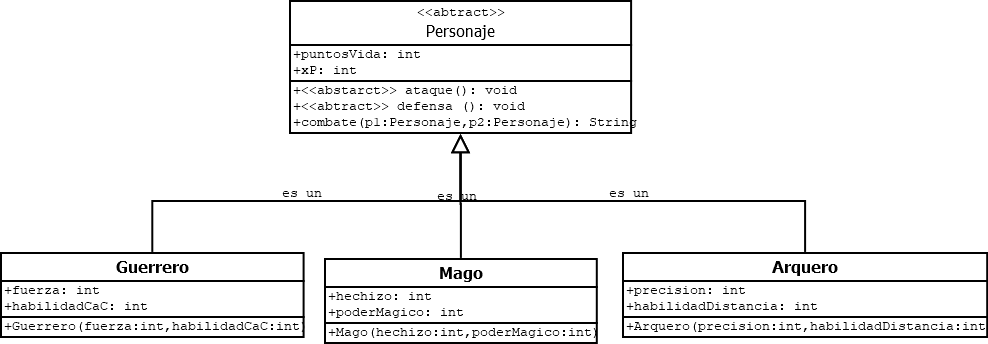 <<abtract>>
Personaje
+puntosVida: int
+xP: int
+<<abstarct>> ataque(): void
+<<abtract>> defensa (): void
+combate(p1:Personaje,p2:Personaje): String
es un
es un
es un
Guerrero
+fuerza: int
+habilidadCaC: int
+Guerrero(fuerza:int,habilidadCaC:int)
Mago
+hechizo: int
+poderMagico: int
+Mago(hechizo:int,poderMagico:int)
Arquero
+precision: int
+habilidadDistancia: int
+Arquero(precision:int,habilidadDistancia:int